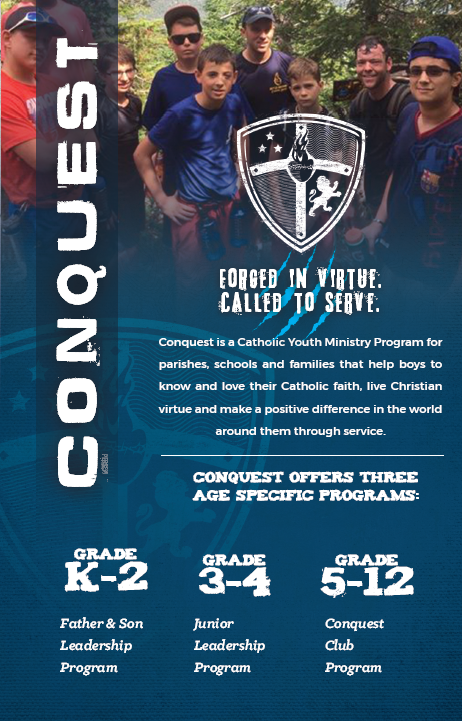 CONQUEST
FORGED IN VIRTUE.
CALLED TO SERVE.
Conquest is a Catholic Youth Ministry Program for
parishes, schools and families that help boys to
know and love their Catholic faith, live Christian
virtue and make a positive difference in the world
around them through service.
CONQUEST OFFERS THREE
AGE SPECIFIC PROGRAMS:
GRADE
K-2
Father & Son
Leadership
Program
GRADE
3-4
Junior
Leadership
Program
GRADE
5-12
Conquest
Club
Program